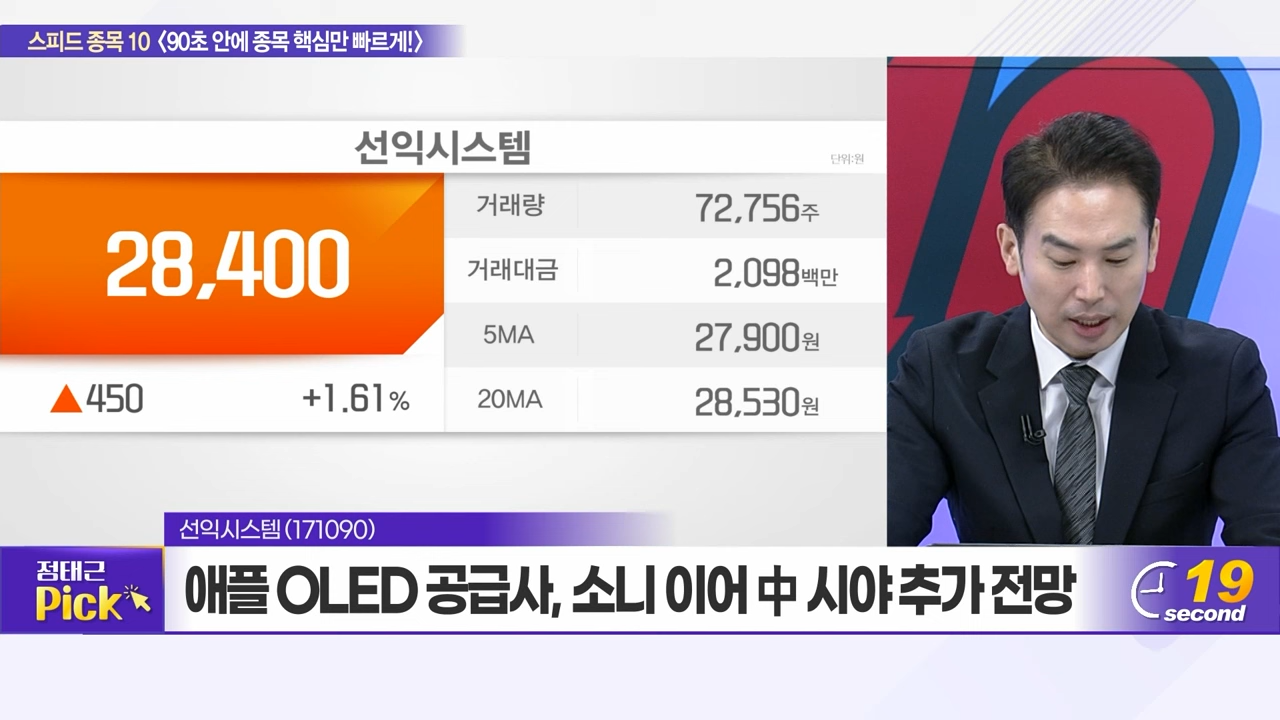 스피드 종목 10 〈90초 안에 종목 핵심만 빠르게!〉
선익시스템
단위:원
28,400
▲450 +1.61%
거래량 72,756주
거래대금 2,098백만
5MA 27,900원
20MA 28,530원
선익시스템(171090)
정태근
Pick
애플 OLED 공급사, 소니 이어 中 시야 추가 전망
19
second